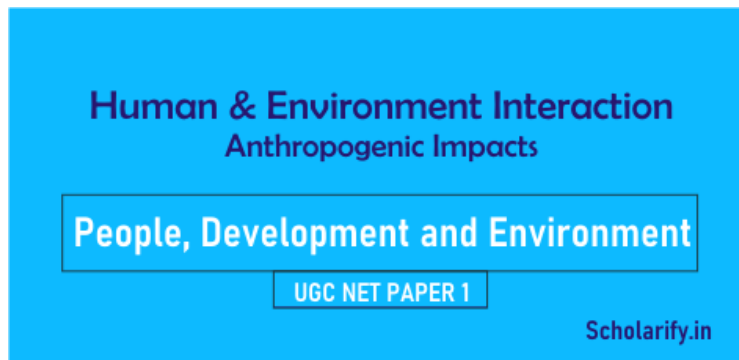 Human & Environment Interaction
Anthropogenic Impacts
People, Development and Environment
UGC NET PAPER 1
Scholarify.in